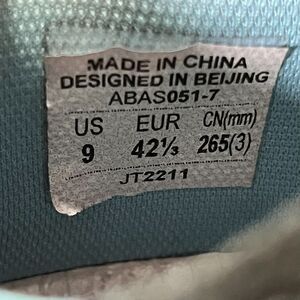 MADE IN CHINA
DESIGNED IN BEIJING
ABAS051-7
US EUR CN(mm)
9 42⅓ 265(3)
JT2211